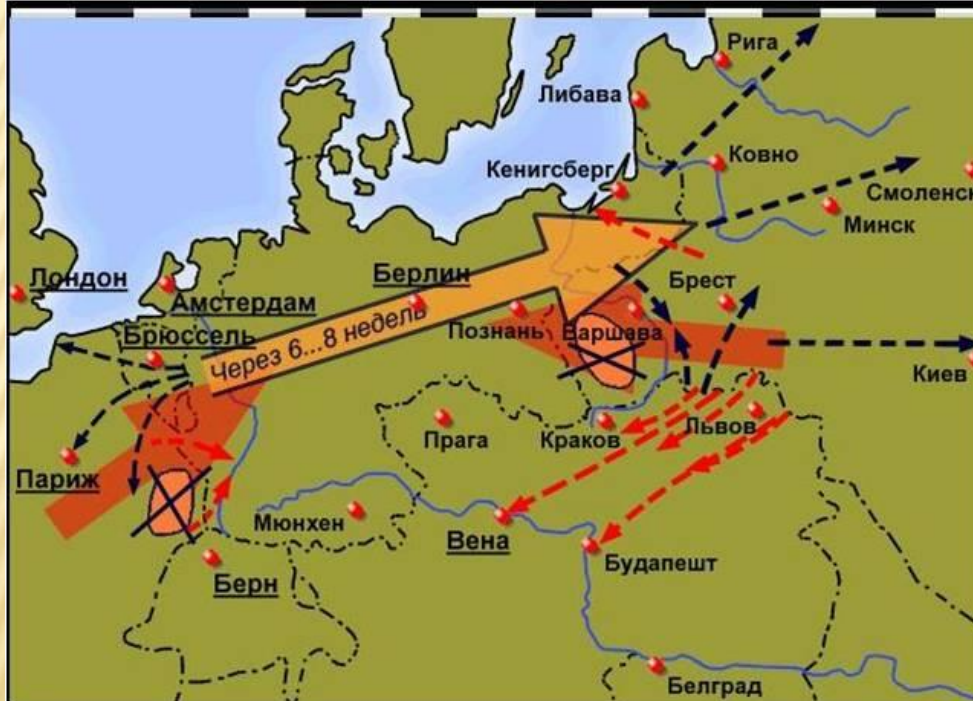 Рига
Либава
Ковно
Кенигсберг
Смоленск
Минск
Лондон
Берлин
Амстердам
Брест
Познань
Варшава
Брюссель
Через 6...8 недель
Киев
Прага
Краков
Львов
Париж
Мюнхен
Вена
Будапешт
Берн
Белград